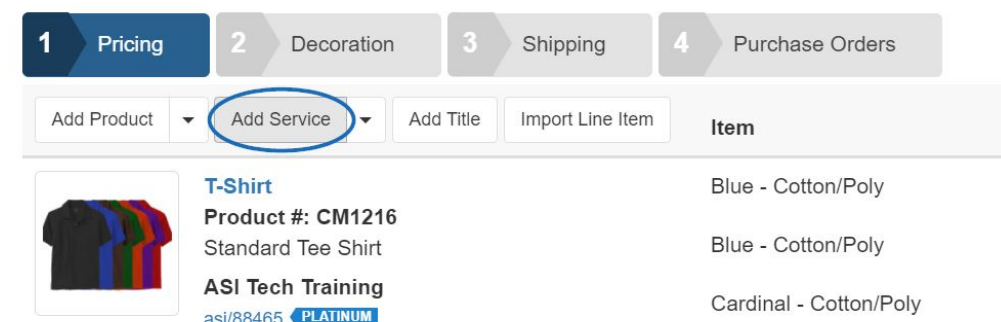 1 Pricing 2 Decoration 3 Shipping 4 Purchase Orders
Add Product Add Service Add Title Import Line Item Item
T-Shirt Blue - Cotton/Poly
Product #: CM1216
Standard Tee Shirt Blue - Cotton/Poly
ASI Tech Training Cardinal - Cotton/Poly
asi/88465 PLATINUM